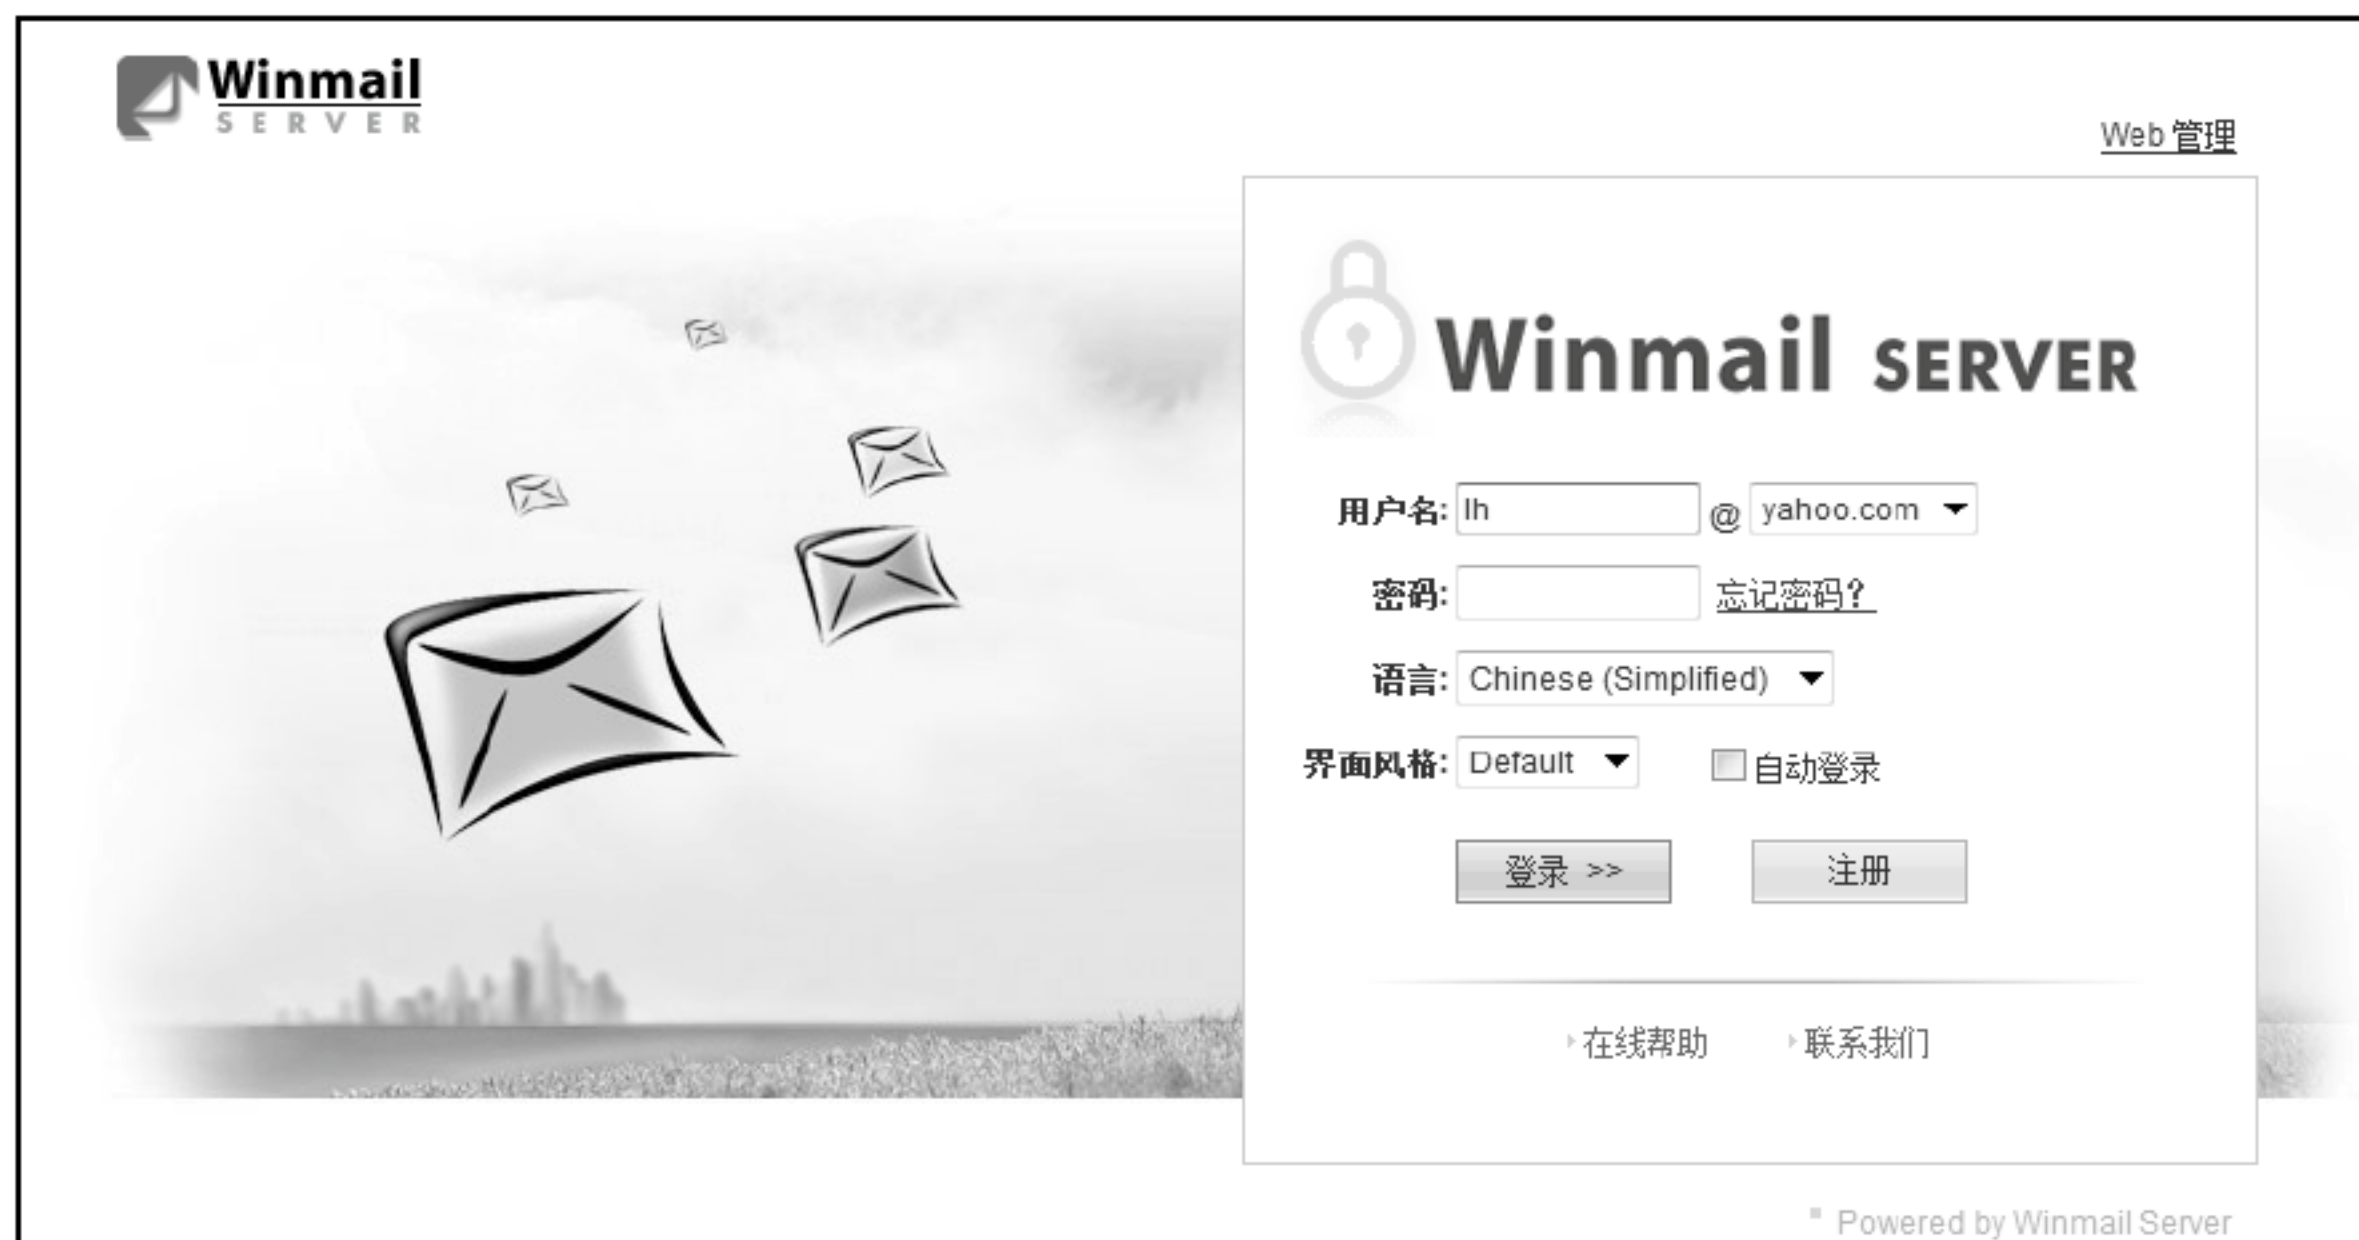 Winmail
SERVER
Web 管理
Winmail SERVER
用户名: lh @ yahoo.com
密码: 忘记密码?
语言: Chinese (Simplified)
界面风格: Default 自动登录
登录 >> 注册
在线帮助 联系我们
Powered by Winmail Server